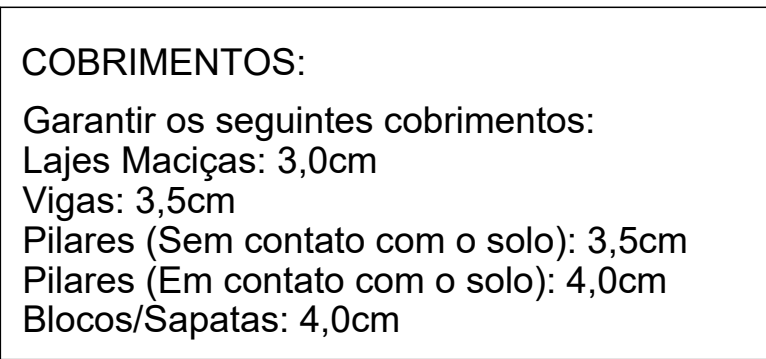 COBRIMENTOS:
Garantir os seguintes cobrimentos:
Lajes Maciças: 3,0cm
Vigas: 3,5cm
Pilares (Sem contato com o solo): 3,5cm
Pilares (Em contato com o solo): 4,0cm
Blocos/Sapatas: 4,0cm